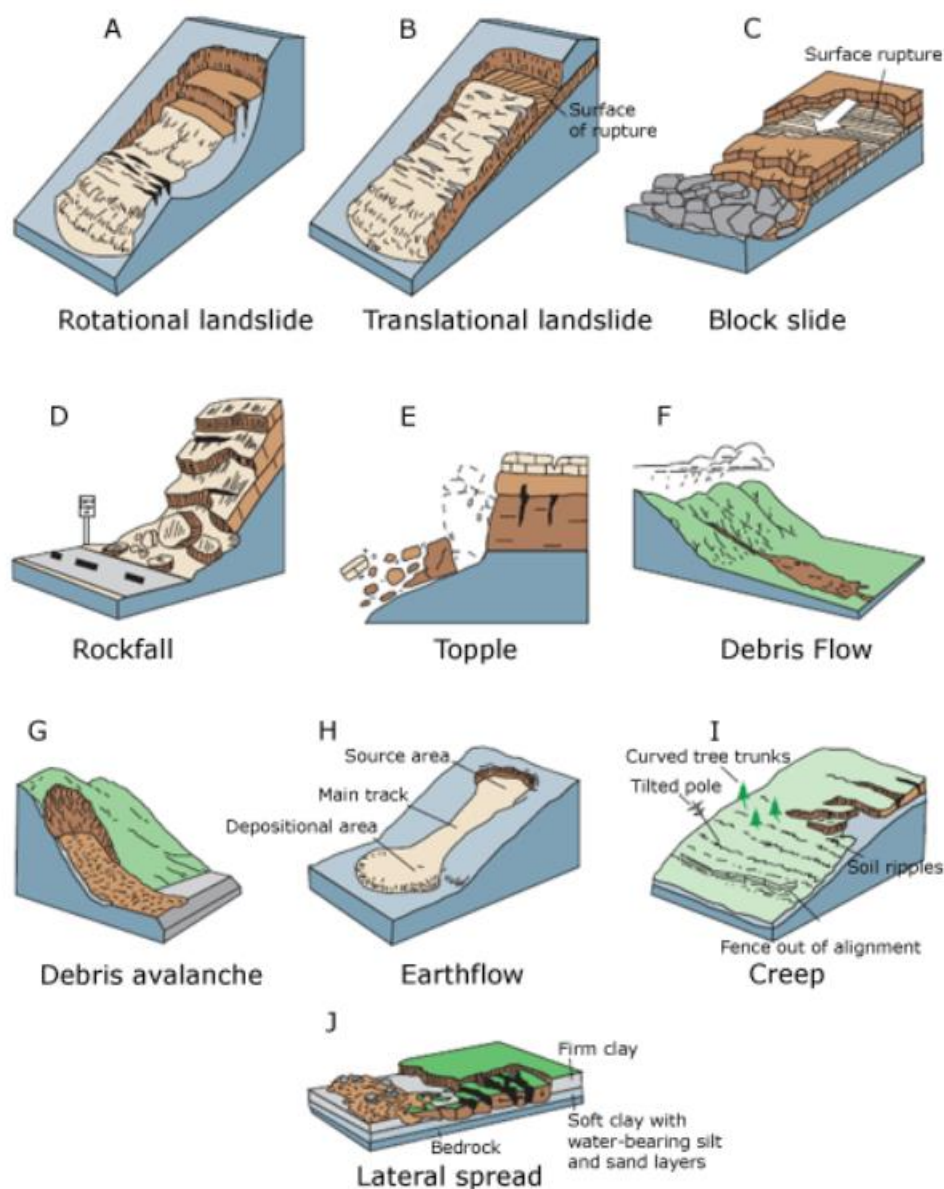 A
B
C
Surface rupture
Surface
of rupture
Rotational landslide
Translational landslide
Block slide
D
E
F
Rockfall
Topple
Debris Flow
G
H
I
Source area
Main track
Depositional area
Curved tree trunks
Tilted pole
Soil ripples
Fence out of alignment
Debris avalanche
Earthflow
Creep
J
Firm clay
Soft clay with
water-bearing silt
and sand layers
Bedrock
Lateral spread